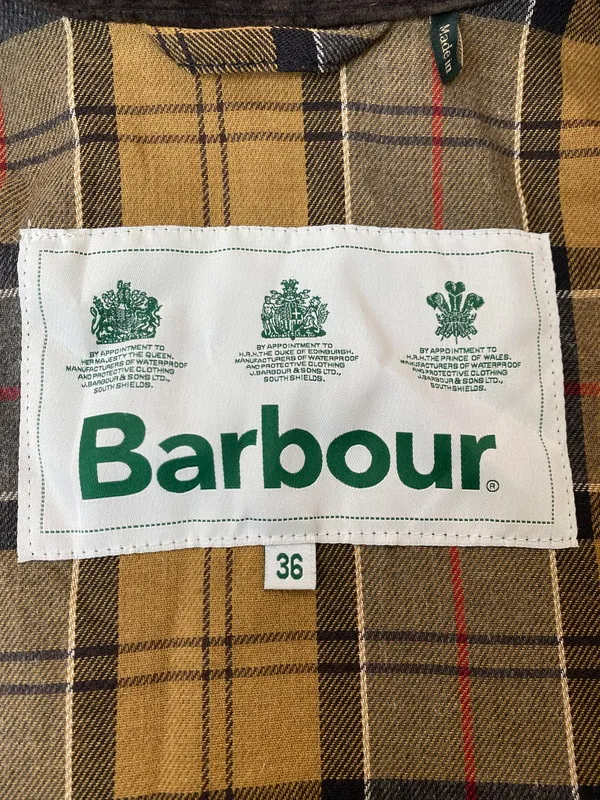 Made in
BY APPOINTMENT TO
HER MAJESTY THE QUEEN.
MANUFACTURERS OF WATERPROOF
AND PROTECTIVE CLOTHING
J.BARBOUR & SONS LTD.,
SOUTH SHIELDS.
BY APPOINTMENT TO
H.R.H.THE DUKE OF EDINBURGH,
MANUFACTURERS OF WATERPROOF
AND PROTECTIVE CLOTHING
J.BARBOUR & SONS LTD.,
SOUTH SHIELDS.
BY APPOINTMENT TO
H.R.H.THE PRINCE OF WALES.
MANUFACTURERS OF WATERPROOF
AND PROTECTIVE CLOTHING
J.BARBOUR & SONS LTD.,
SOUTH SHIELDS.
Barbour®
36